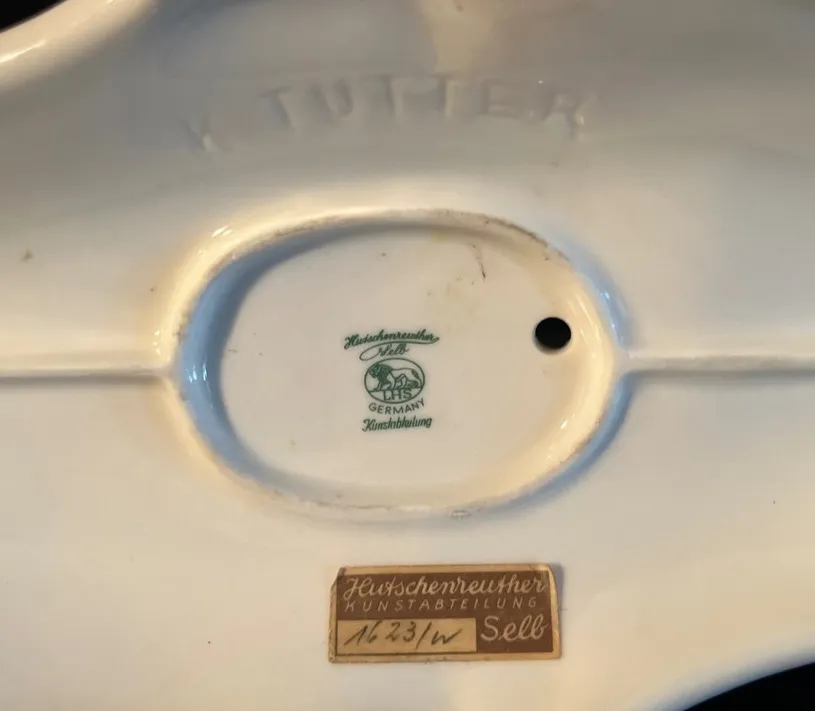 K TUTTER
Hutschenreuther
Selb
LHS
GERMANY
Kunstabteilung
Hutschenreuther
KUNSTABTEILUNG
1623/W Selb